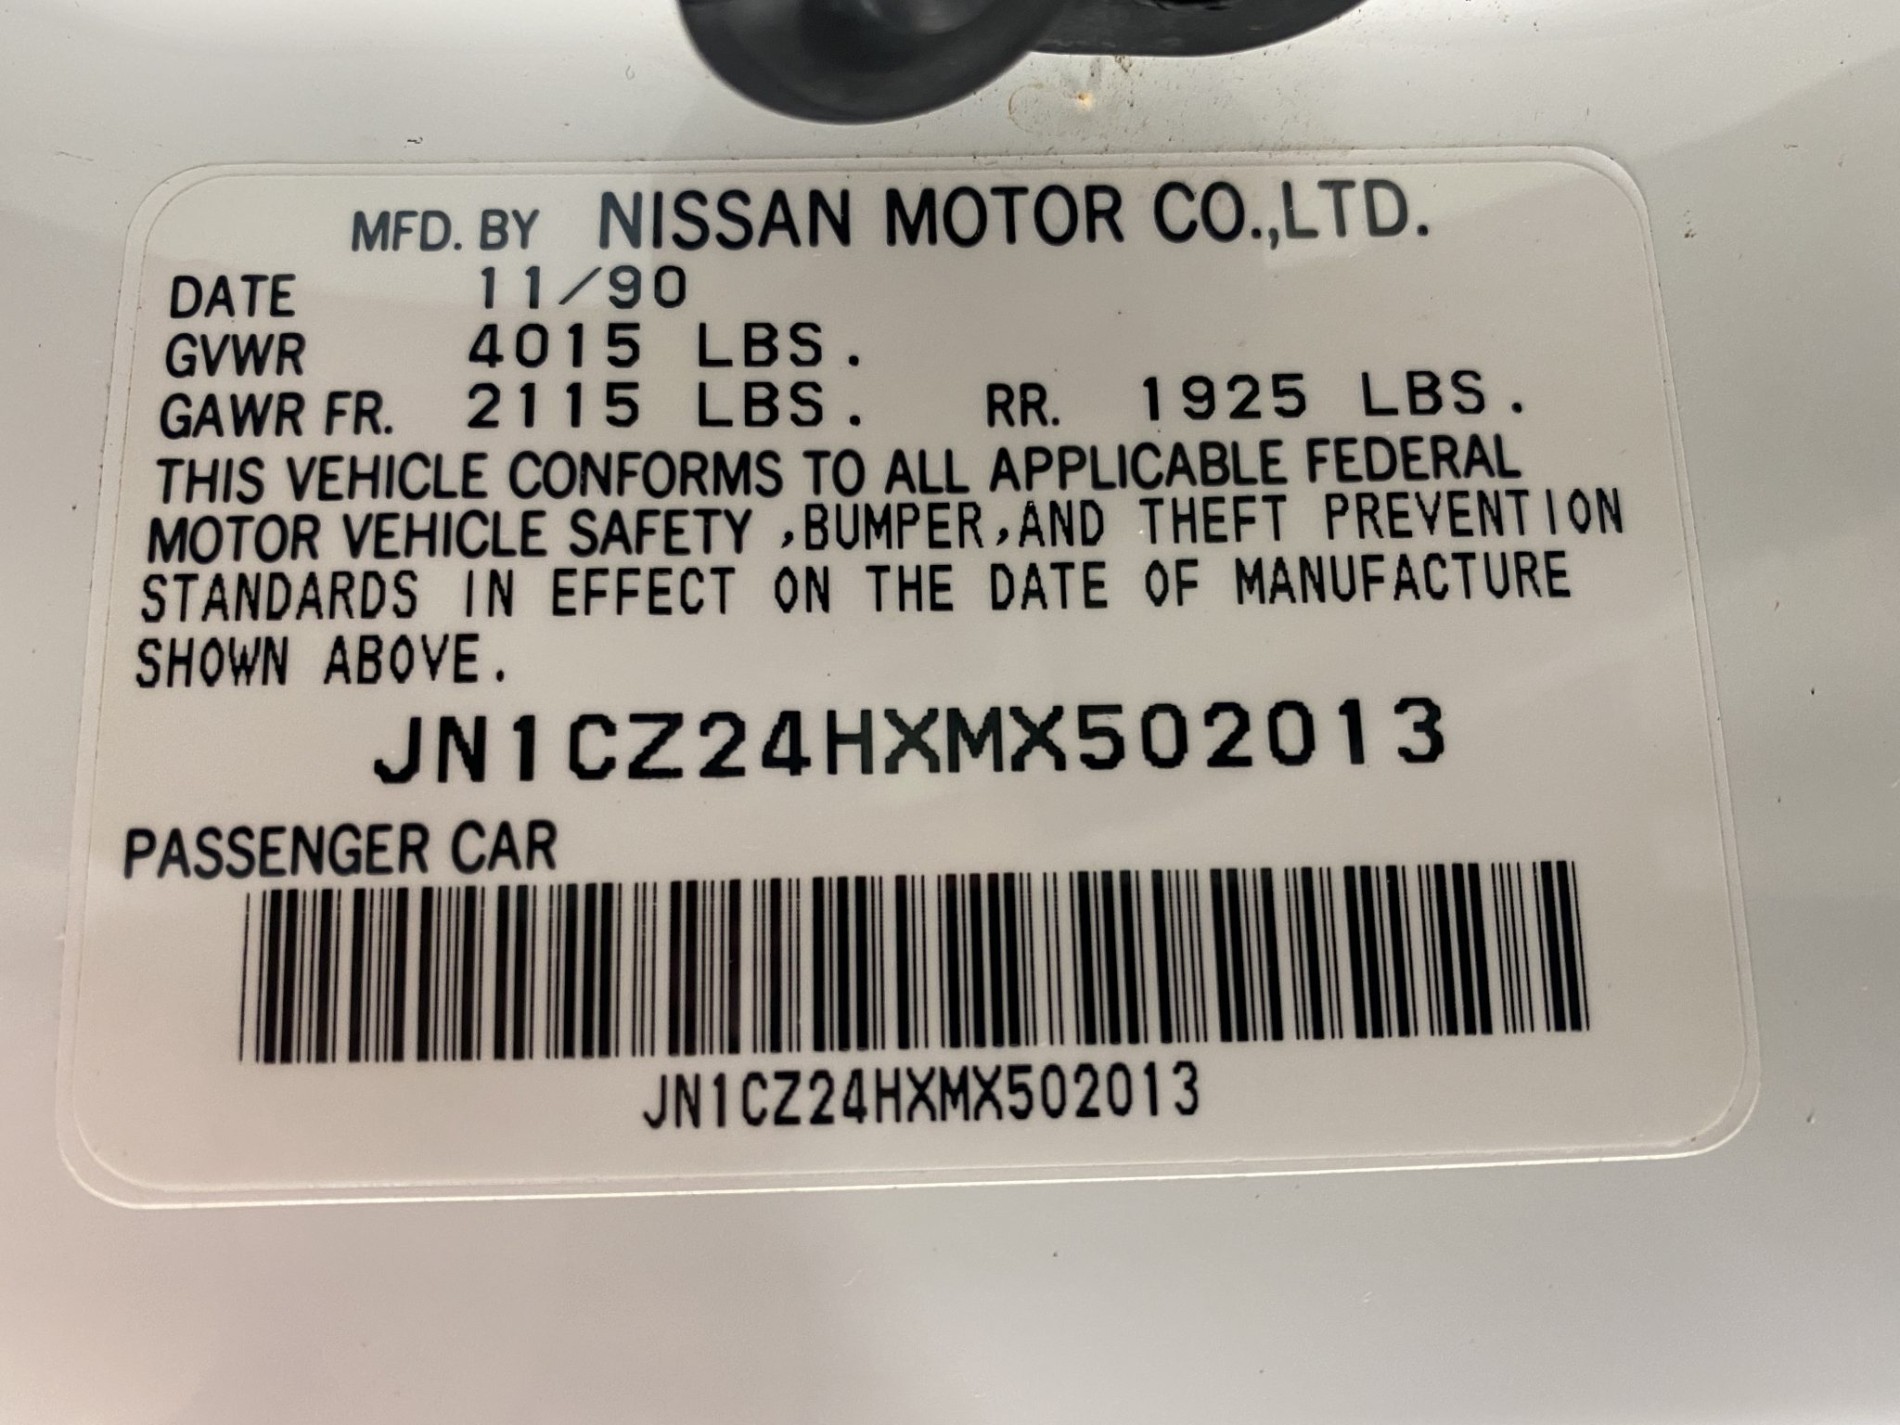 MFD. BY NISSAN MOTOR CO.,LTD.
DATE 11/90
GVWR 4015 LBS.
GAWR FR. 2115 LBS. RR. 1925 LBS.
THIS VEHICLE CONFORMS TO ALL APPLICABLE FEDERAL
MOTOR VEHICLE SAFETY ,BUMPER,AND THEFT PREVENTION
STANDARDS IN EFFECT ON THE DATE OF MANUFACTURE
SHOWN ABOVE.
JN1CZ24HXMX502013
PASSENGER CAR
JN1CZ24HXMX502013